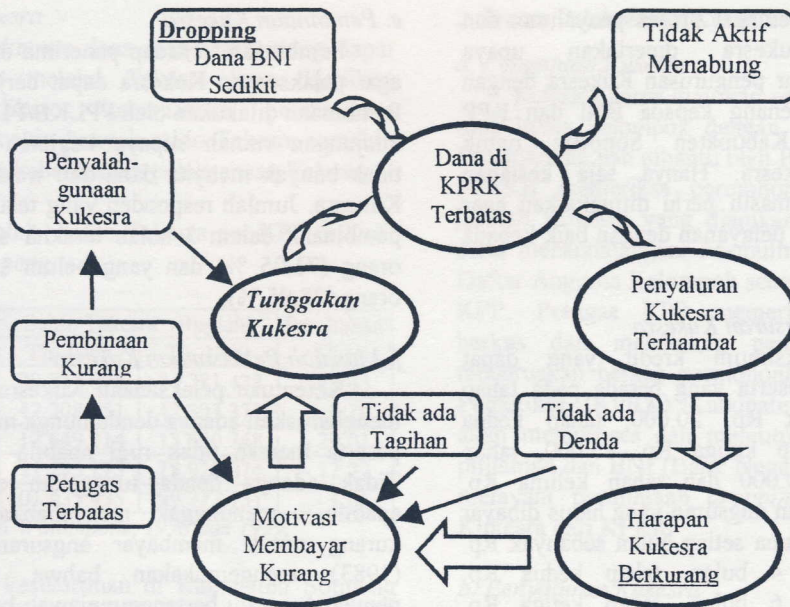 Dropping
Dana BNI
Sedikit
Tidak Aktif
Menabung
Penyalah-
gunaan
Kukesra
Dana di
KPRK
Terbatas
Tunggakan
Kukesra
Penyaluran
Kukesra
Terhambat
Pembinaan
Kurang
Tidak ada
Tagihan
Tidak ada
Denda
Petugas
Terbatas
Motivasi
Membayar
Kurang
Harapan
Kukesra
Berkurang